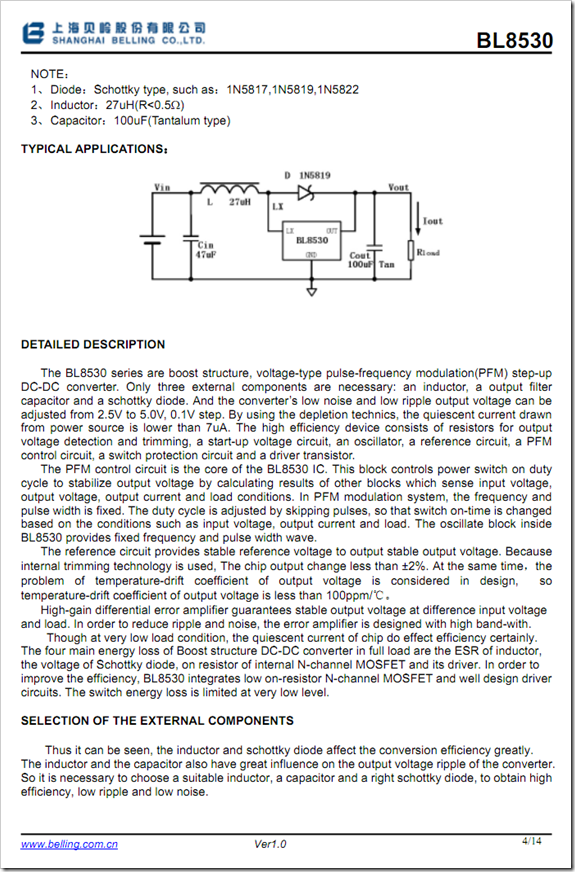 上海贝岭股份有限公司
SHANGHAI BELLING CO.,LTD.
BL8530
NOTE：
1、Diode：Schottky type, such as：1N5817,1N5819,1N5822
2、Inductor：27uH(R<0.5Ω)
3、Capacitor：100uF(Tantalum type)
TYPICAL APPLICATIONS：
D 1N5819
Vin
Vout
L 27uH
LX
Iout
LX OUT
BL8530
GND
Cin
47uF
Cout
100uF Tan
Rload
DETAILED DESCRIPTION
The BL8530 series are boost structure, voltage-type pulse-frequency modulation(PFM) step-up
DC-DC converter. Only three external components are necessary: an inductor, a output filter
capacitor and a schottky diode. And the converter's low noise and low ripple output voltage can be
adjusted from 2.5V to 5.0V, 0.1V step. By using the depletion technics, the quiescent current drawn
from power source is lower than 7uA. The high efficiency device consists of resistors for output
voltage detection and trimming, a start-up voltage circuit, an oscillator, a reference circuit, a PFM
control circuit, a switch protection circuit and a driver transistor.
The PFM control circuit is the core of the BL8530 IC. This block controls power switch on duty
cycle to stabilize output voltage by calculating results of other blocks which sense input voltage,
output voltage, output current and load conditions. In PFM modulation system, the frequency and
pulse width is fixed. The duty cycle is adjusted by skipping pulses, so that switch on-time is changed
based on the conditions such as input voltage, output current and load. The oscillate block inside
BL8530 provides fixed frequency and pulse width wave.
The reference circuit provides stable reference voltage to output stable output voltage. Because
internal trimming technology is used, The chip output change less than ±2%. At the same time，the
problem of temperature-drift coefficient of output voltage is considered in design, so
temperature-drift coefficient of output voltage is less than 100ppm/℃。
High-gain differential error amplifier guarantees stable output voltage at difference input voltage
and load. In order to reduce ripple and noise, the error amplifier is designed with high band-with.
Though at very low load condition, the quiescent current of chip do effect efficiency certainly.
The four main energy loss of Boost structure DC-DC converter in full load are the ESR of inductor,
the voltage of Schottky diode, on resistor of internal N-channel MOSFET and its driver. In order to
improve the efficiency, BL8530 integrates low on-resistor N-channel MOSFET and well design driver
circuits. The switch energy loss is limited at very low level.
SELECTION OF THE EXTERNAL COMPONENTS
Thus it can be seen, the inductor and schottky diode affect the conversion efficiency greatly.
The inductor and the capacitor also have great influence on the output voltage ripple of the converter.
So it is necessary to choose a suitable inductor, a capacitor and a right schottky diode, to obtain high
efficiency, low ripple and low noise.
www.belling.com.cn
Ver1.0
4/14